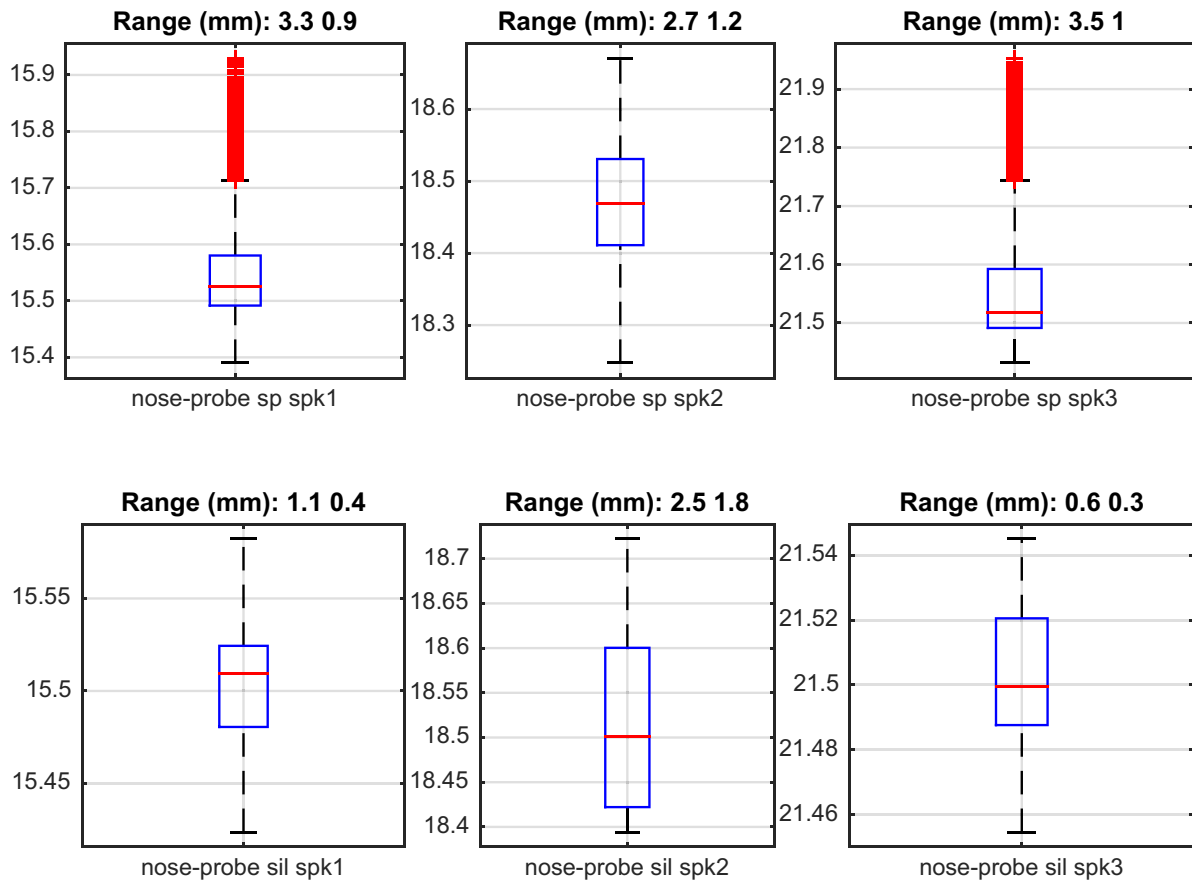 Range (mm): 3.3 0.9
15.9
15.8
15.7
15.6
15.5
15.4
nose-probe sp spk1
Range (mm): 2.7 1.2
18.6
18.5
18.4
18.3
nose-probe sp spk2
Range (mm): 3.5 1
21.9
21.8
21.7
21.6
21.5
nose-probe sp spk3
Range (mm): 1.1 0.4
15.55
15.5
15.45
nose-probe sil spk1
Range (mm): 2.5 1.8
18.7
18.65
18.6
18.55
18.5
18.45
18.4
nose-probe sil spk2
Range (mm): 0.6 0.3
21.54
21.52
21.5
21.48
21.46
nose-probe sil spk3